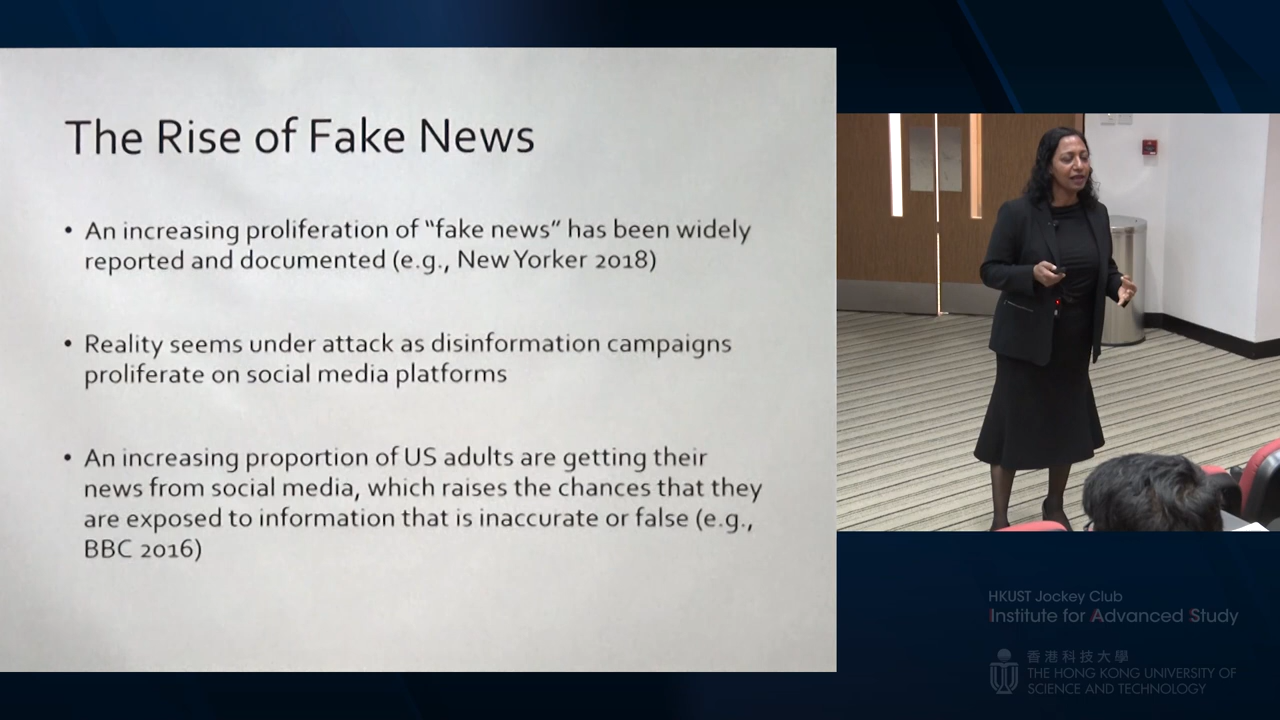 The Rise of Fake News
• An increasing proliferation of “fake news” has been widely
reported and documented (e.g., New Yorker 2018)
• Reality seems under attack as disinformation campaigns
proliferate on social media platforms
• An increasing proportion of US adults are getting their
news from social media, which raises the chances that they
are exposed to information that is inaccurate or false (e.g.,
BBC 2016)
HKUST Jockey Club
Institute for Advanced Study
香港科技大學
THE HONG KONG UNIVERSITY OF
SCIENCE AND TECHNOLOGY